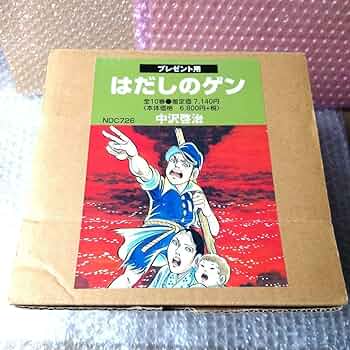 プレゼント用
はだしのゲン
全10巻●揃定価 7,140円
(本体価格 6,800円+税)
NDC726
中沢啓治